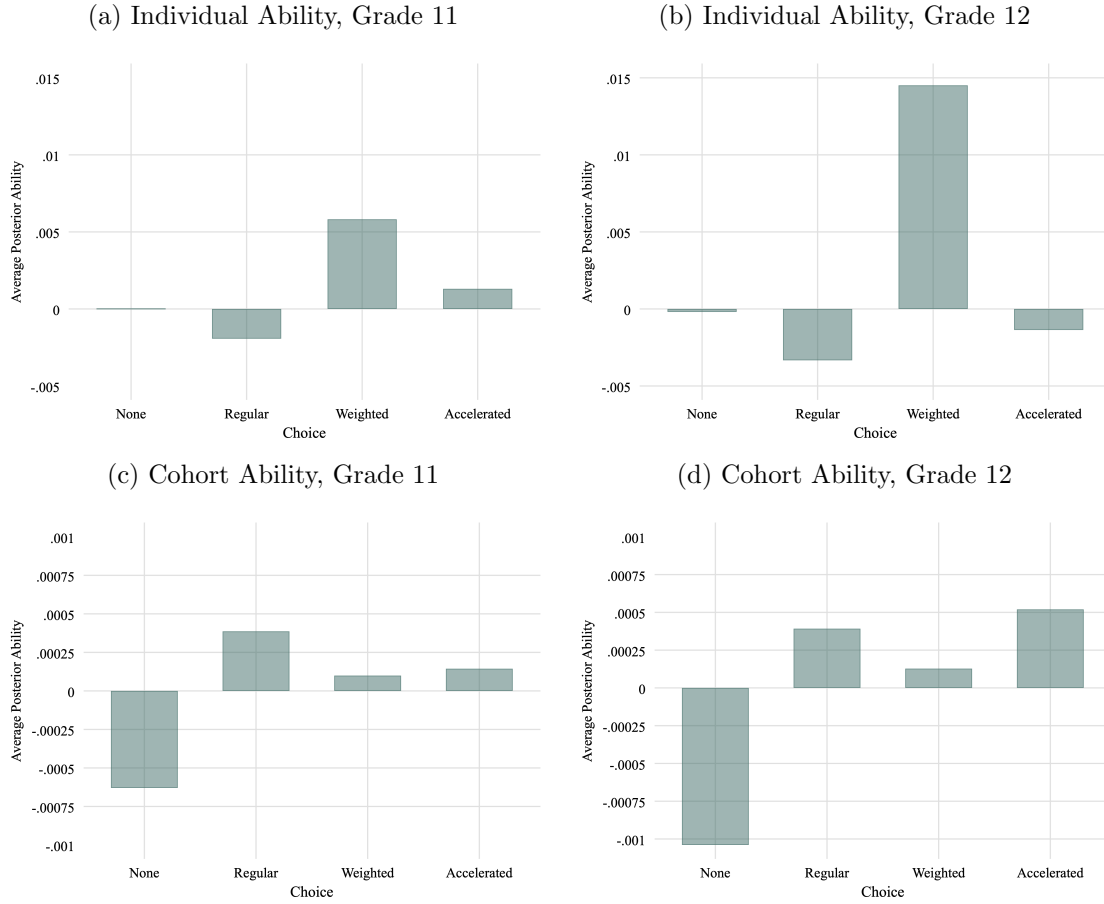 (a) Individual Ability, Grade 11
.015
.01
.005
0
-.005
Average Posterior Ability
None Regular Weighted Accelerated
Choice
(b) Individual Ability, Grade 12
.015
.01
.005
0
-.005
Average Posterior Ability
None Regular Weighted Accelerated
Choice
(c) Cohort Ability, Grade 11
.001
.00075
.0005
.00025
0
-.00025
-.0005
-.00075
-.001
Average Posterior Ability
None Regular Weighted Accelerated
Choice
(d) Cohort Ability, Grade 12
.001
.00075
.0005
.00025
0
-.00025
-.0005
-.00075
-.001
Average Posterior Ability
None Regular Weighted Accelerated
Choice